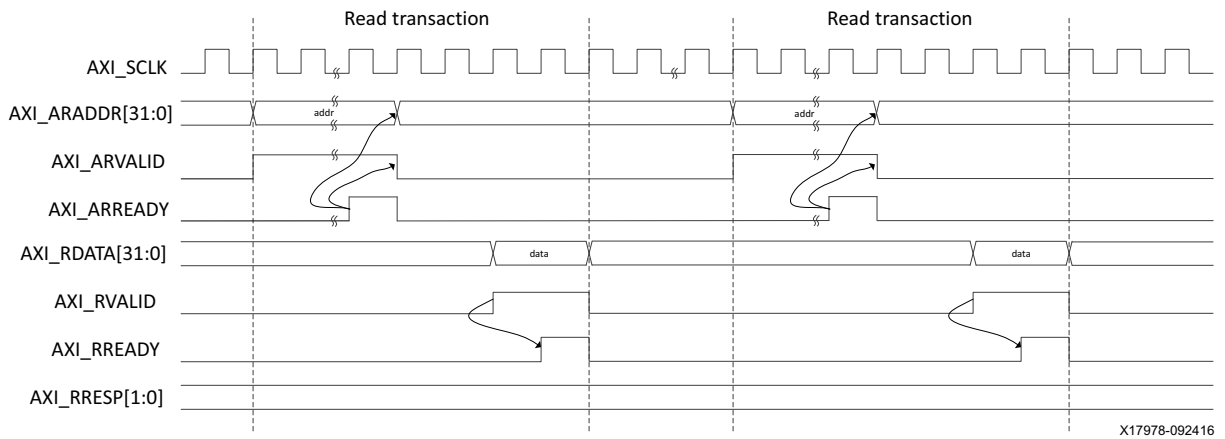 Read transaction Read transaction
AXI_SCLK
AXI_ARADDR[31:0] addr addr
AXI_ARVALID
AXI_ARREADY
AXI_RDATA[31:0] data data
AXI_RVALID
AXI_RREADY
AXI_RRESP[1:0]
X17978-092416